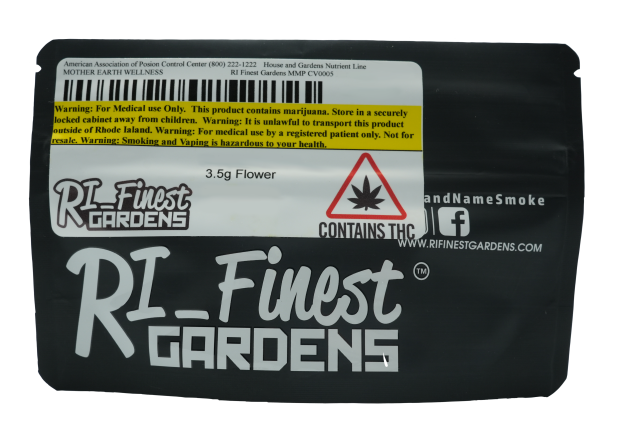 American Association of Posion Control Center (800) 222-1222 House and Gardens Nutrient Line
MOTHER EARTH WELLNESS RI Finest Gardens MMP CV0005
Warning: For Medical use Only. This product contains marijuana. Store in a securely
locked cabinet away from children. Warning: It is unlawful to transport this product
outside of Rhode Ialand. Warning: For medical use by a registered patient only. Not for
resale. Warning: Smoking and Vaping is hazardous to your health.
3.5g Flower
RI_Finest
GARDENS
CONTAINS THC
andNameSmoke
f
WWW.RIFINESTGARDENS.COM
RI_Finest TM
GARDENS